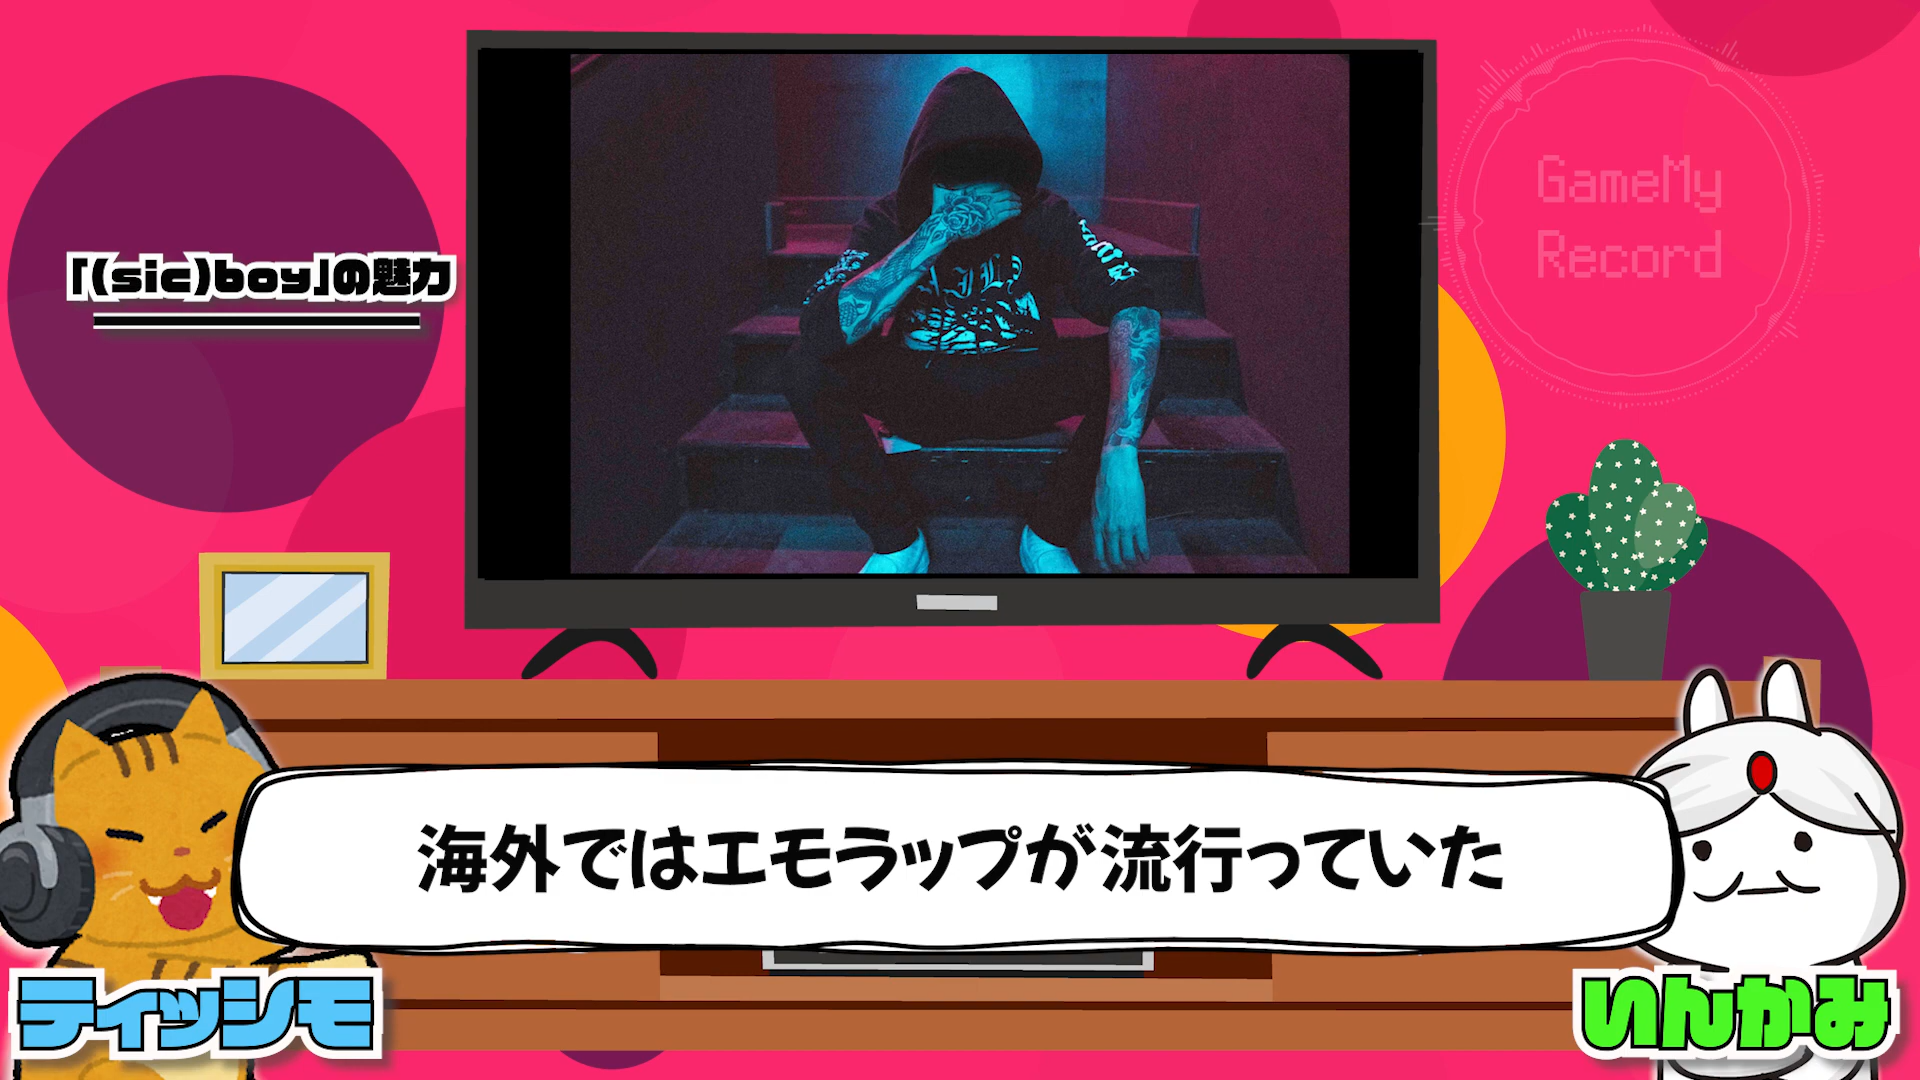 「(sic)boy」の魅力
GameMy
Record
海外ではエモラップが流行っていた
ティッシモ
いんかみ